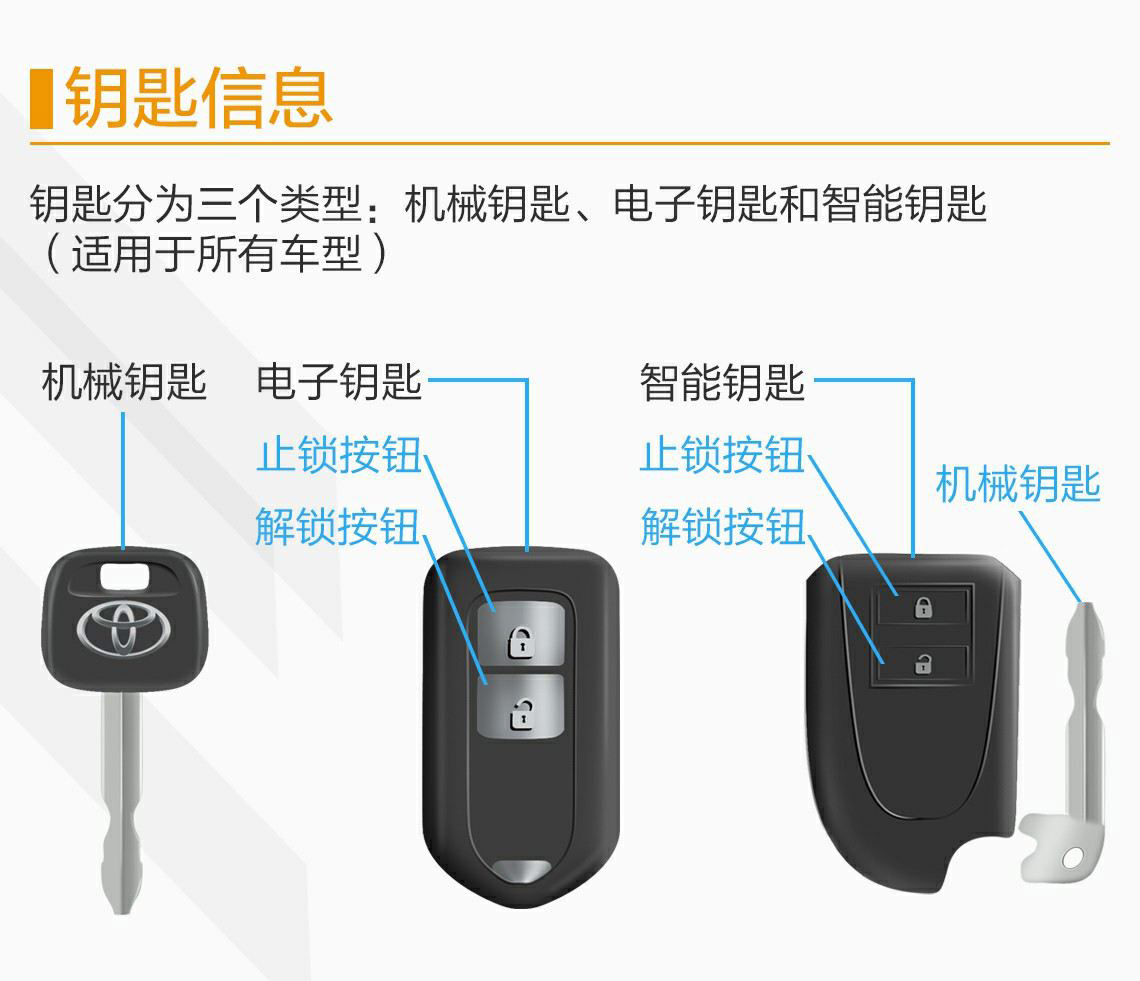 钥匙信息
钥匙分为三个类型：机械钥匙、电子钥匙和智能钥匙
（适用于所有车型）
机械钥匙
电子钥匙
止锁按钮
解锁按钮
智能钥匙
止锁按钮
解锁按钮
机械钥匙